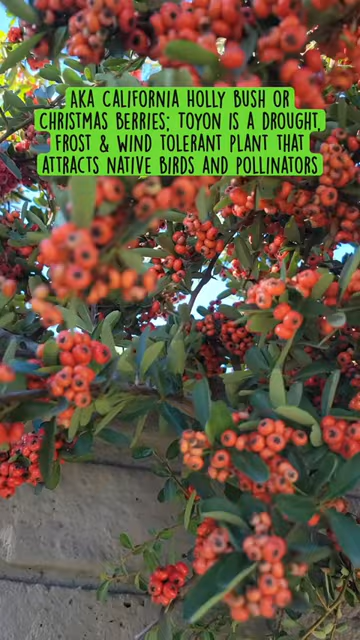 AKA CALIFORNIA HOLLY BUSH OR
CHRISTMAS BERRIES; TOYON IS A DROUGHT,
FROST & WIND TOLERANT PLANT THAT
ATTRACTS NATIVE BIRDS AND POLLINATORS